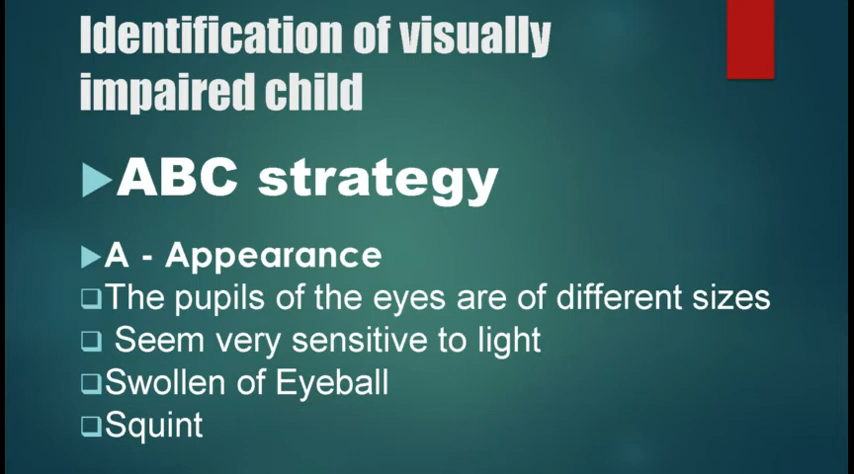 Identification of visually
impaired child
ABC strategy
A - Appearance
The pupils of the eyes are of different sizes
Seem very sensitive to light
Swollen of Eyeball
Squint